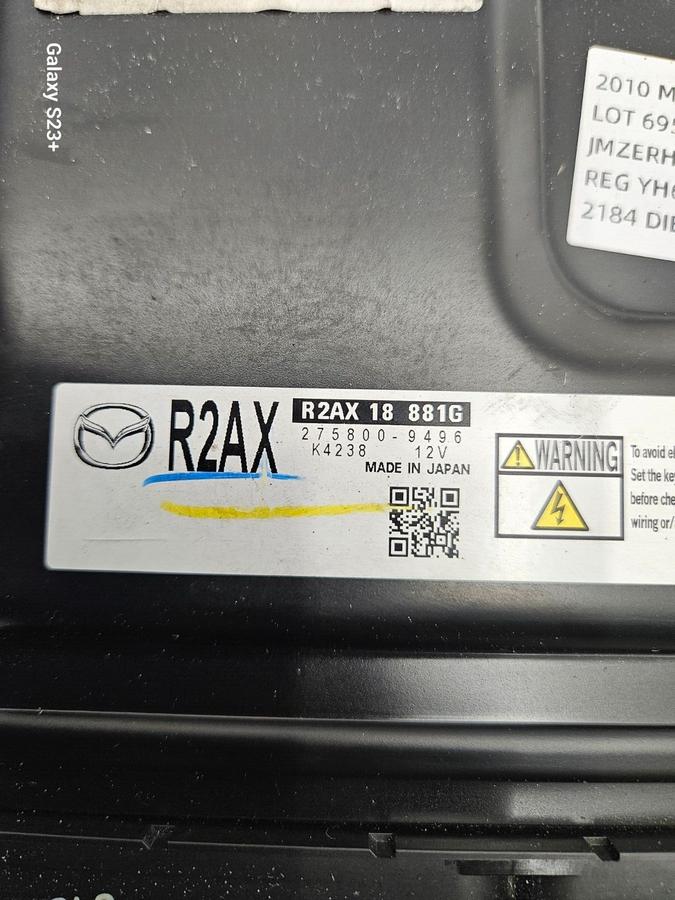 Galaxy S23+
2010 M
LOT 695
JMZERH
REG YH6
2184 DIE
R2AX
R2AX 18 881G
275800-9496
K4238 12V
MADE IN JAPAN
WARNING
To avoid el
Set the key
before che
wiring or/